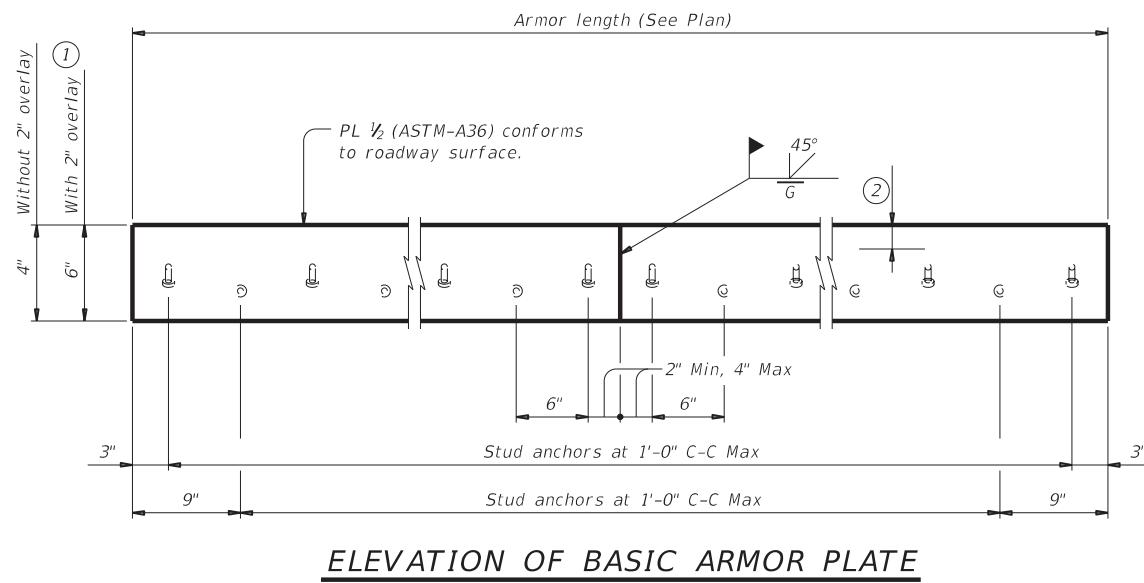 Armor length (See Plan)
Without 2" overlay
With 2" overlay
1
PL ½ (ASTM-A36) conforms
to roadway surface.
45°
G
2
4"
6"
2" Min, 4" Max
6"
6"
3"
Stud anchors at 1'-0" C-C Max
3"
9"
Stud anchors at 1'-0" C-C Max
9"
ELEVATION OF BASIC ARMOR PLATE